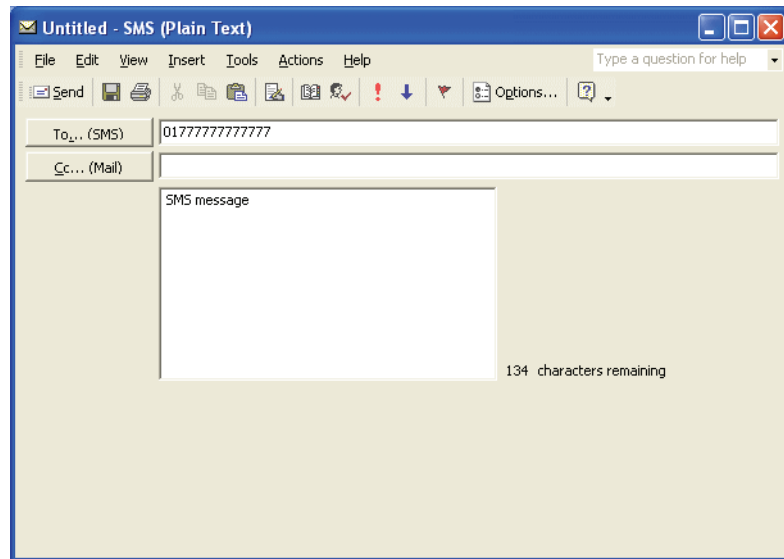 Untitled - SMS (Plain Text)
File Edit View Insert Tools Actions Help Type a question for help
Send Options...
To... (SMS) 01777777777777
Cc... (Mail)
SMS message
134 characters remaining